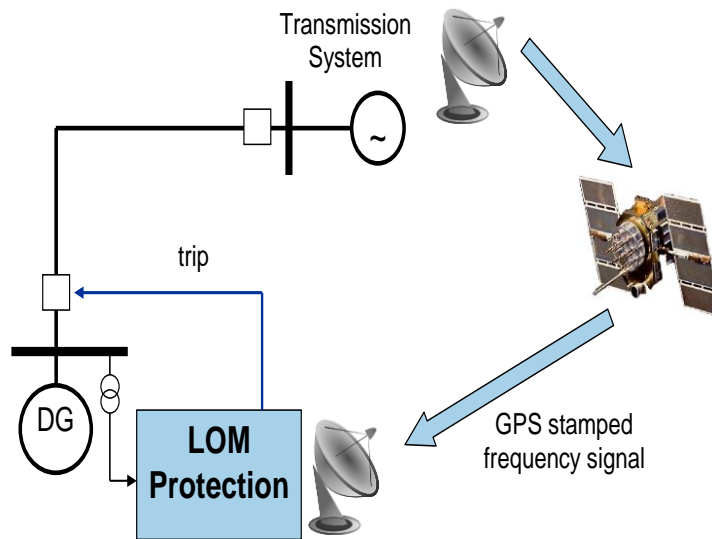 Transmission
System
~
trip
DG
LOM
Protection
GPS stamped
frequency signal